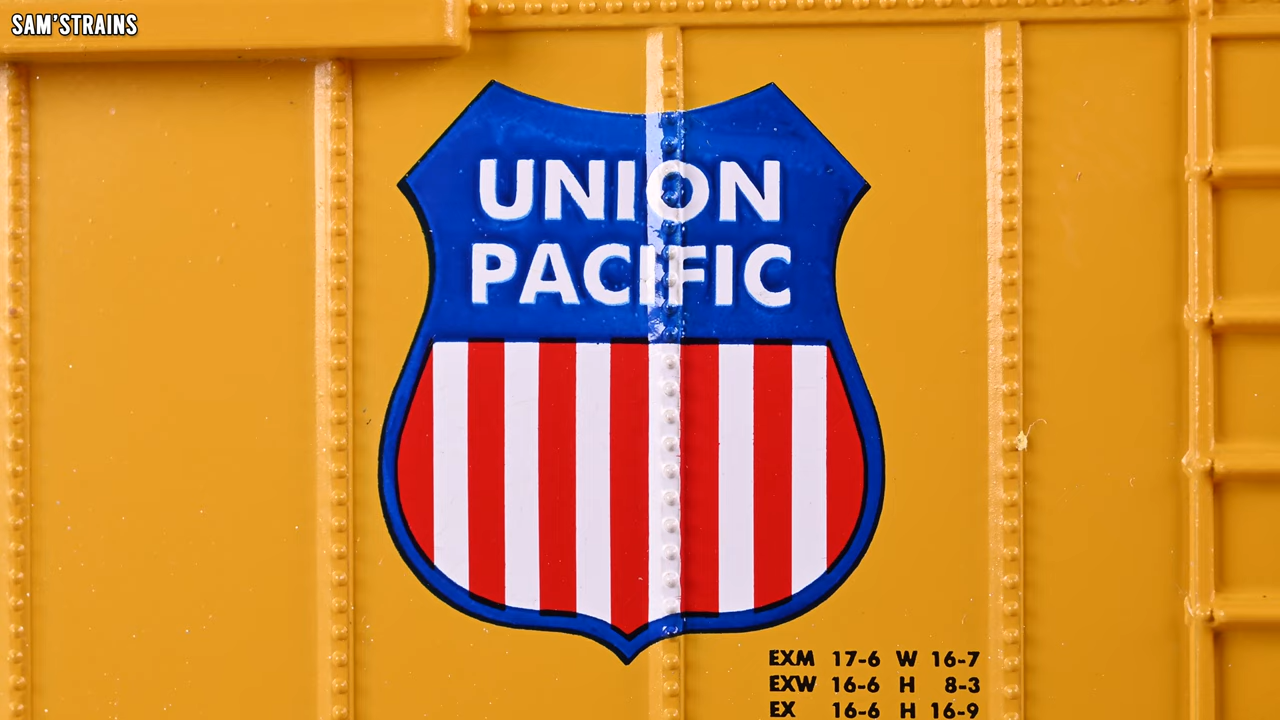 SAM'STRAINS
UNION
PACIFIC
EXM 17-6 W 16-7
EXW 16-6 H 8-3
EX 16-6 H 16-9